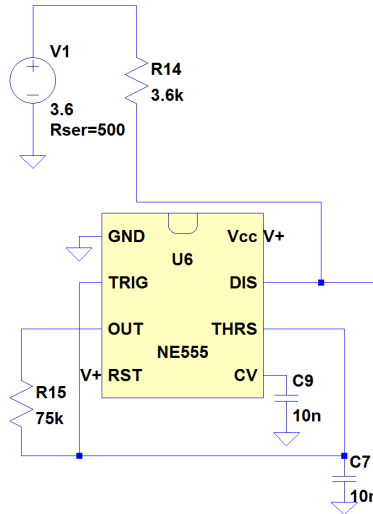 V1
3.6
Rser=500
R14
3.6k
GND
Vcc
V+
U6
TRIG
DIS
OUT
THRS
NE555
V+
RST
CV
R15
75k
C9
10n
C7
10n